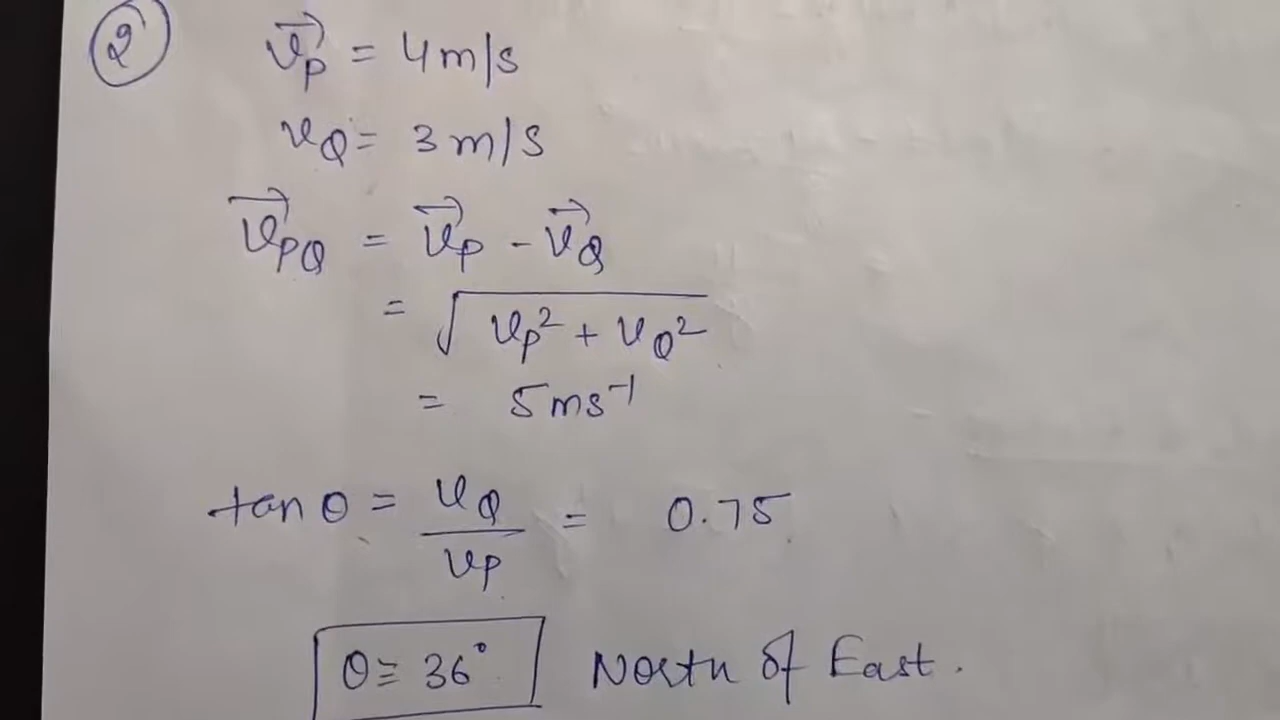 2
v⃗P = 4 m/s
vQ = 3 m/s
v⃗PQ = v⃗P - v⃗Q
= √(vP² + vQ²)
= 5 ms⁻¹
tan θ = vQ/vP = 0.75
θ ≅ 36° North of East.